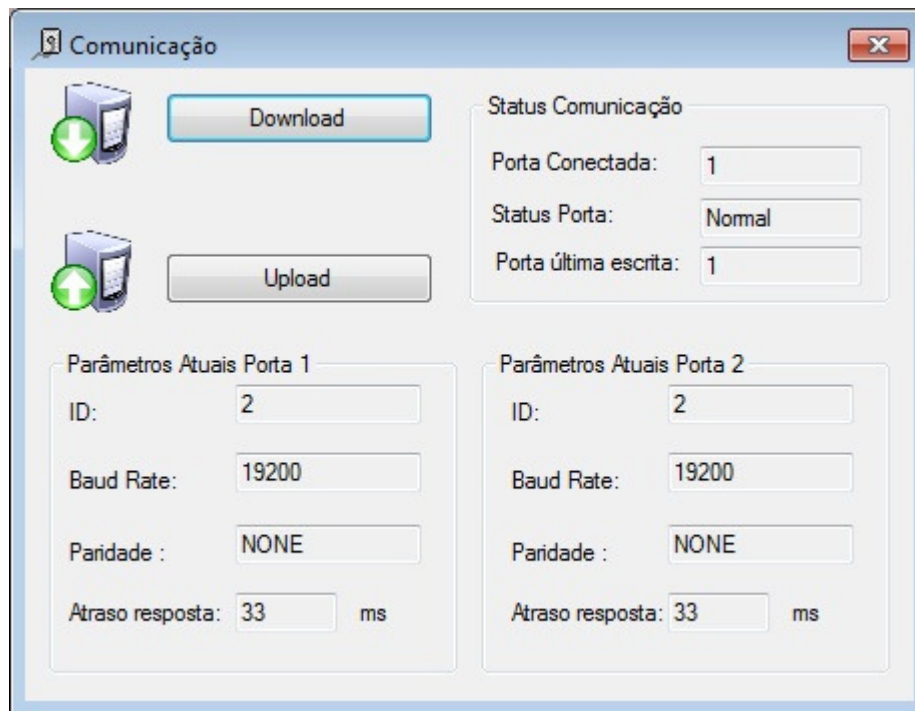 Comunicação
Download
Status Comunicação
Porta Conectada: 1
Status Porta: Normal
Porta última escrita: 1
Upload
Parâmetros Atuais Porta 1
ID: 2
Baud Rate: 19200
Paridade : NONE
Atraso resposta: 33 ms
Parâmetros Atuais Porta 2
ID: 2
Baud Rate: 19200
Paridade : NONE
Atraso resposta: 33 ms